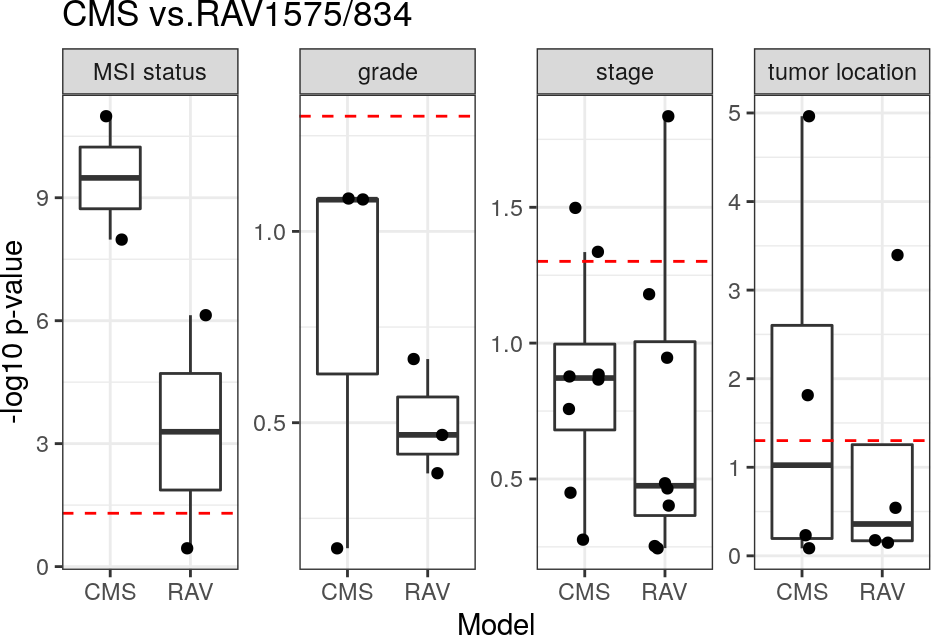 CMS vs.RAV1575/834
MSI status
grade
stage
tumor location
-log10 p-value
9
6
3
0
1.0
0.5
1.5
1.0
0.5
5
4
3
2
1
0
CMS RAV
CMS RAV
CMS RAV
CMS RAV
Model